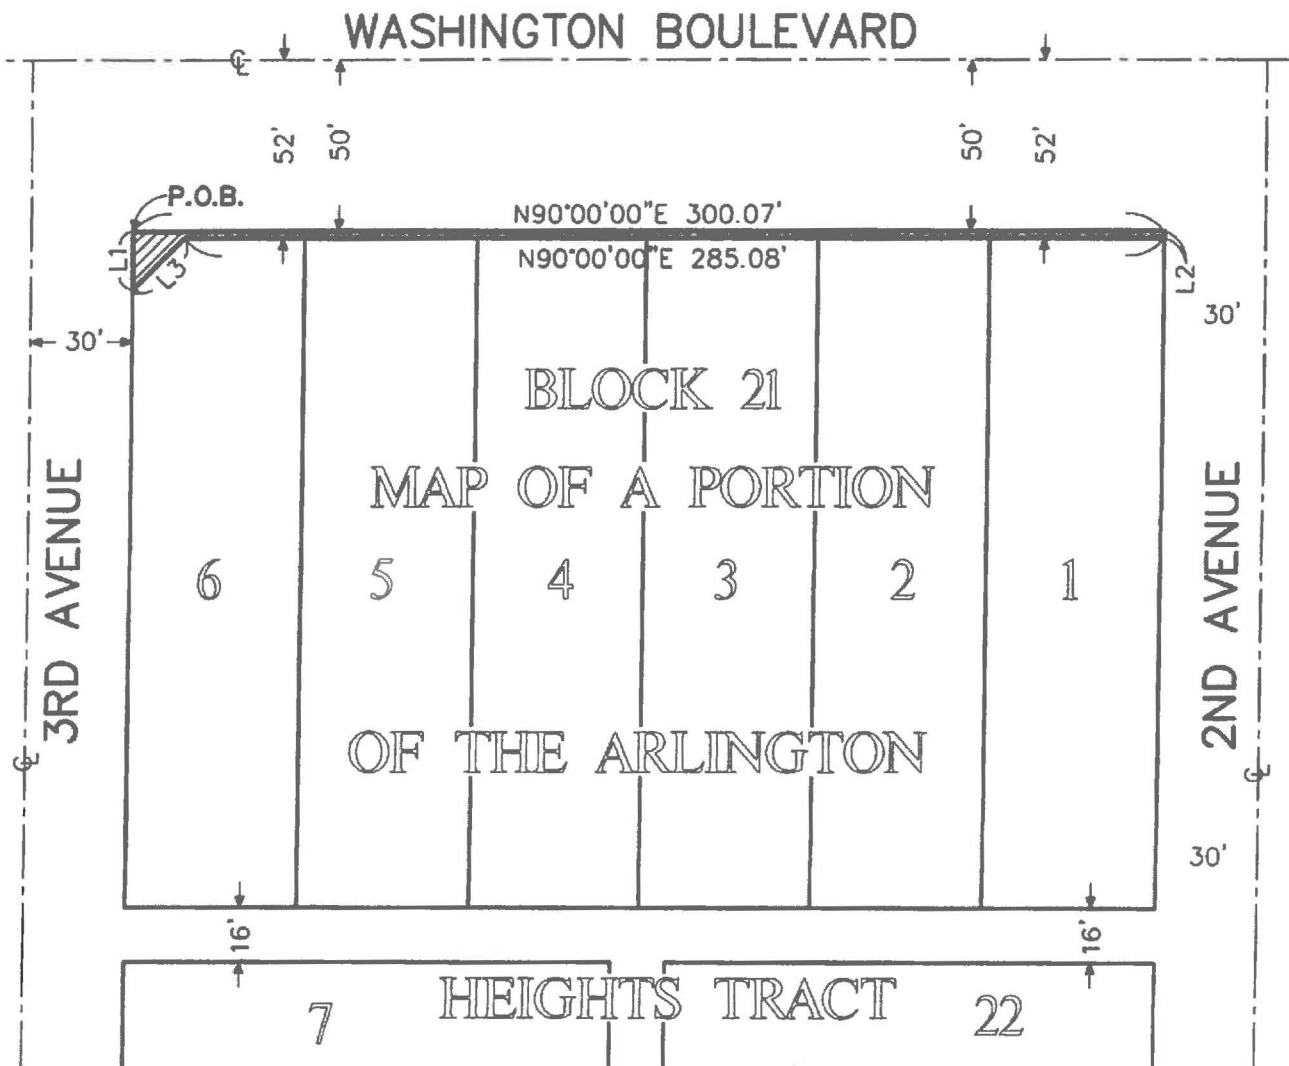 WASHINGTON BOULEVARD
℄
52'
50'
50'
52'
P.O.B.
N90°00'00"E 300.07'
L1
L3
N90°00'00"E 285.08'
L2
30'
30'
BLOCK 21
MAP OF A PORTION
3RD AVENUE
2ND AVENUE
6
5
4
3
2
1
OF THE ARLINGTON
℄
℄
30'
16'
16'
HEIGHTS TRACT
7
22